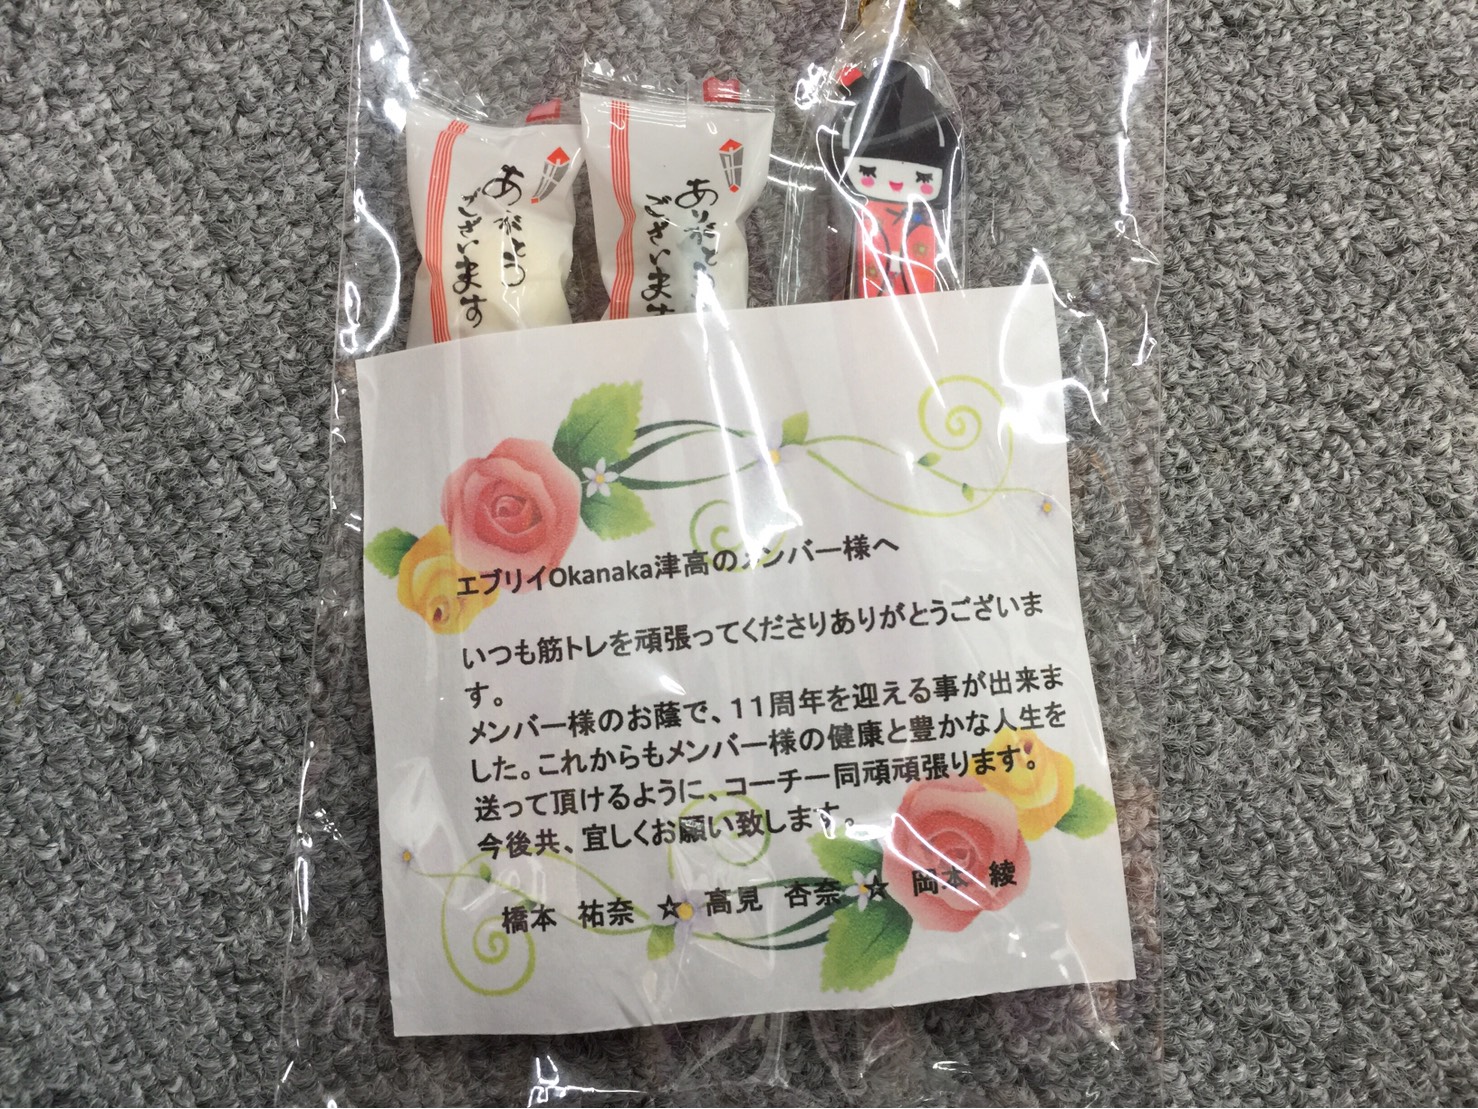 ありがとう
ございます
ありがとう
ございます
エブリイOkanaka津高のメンバー様へ
いつも筋トレを頑張ってくださりありがとうございま
す。
メンバー様のお蔭で、11周年を迎える事が出来ま
した。これからもメンバー様の健康と豊かな人生を
送って頂けるように、コーチ一同頑頑張ります。
今後共、宜しくお願い致します。
橋本 祐奈 ☆ 高見 杏奈 ☆ 岡本 綾